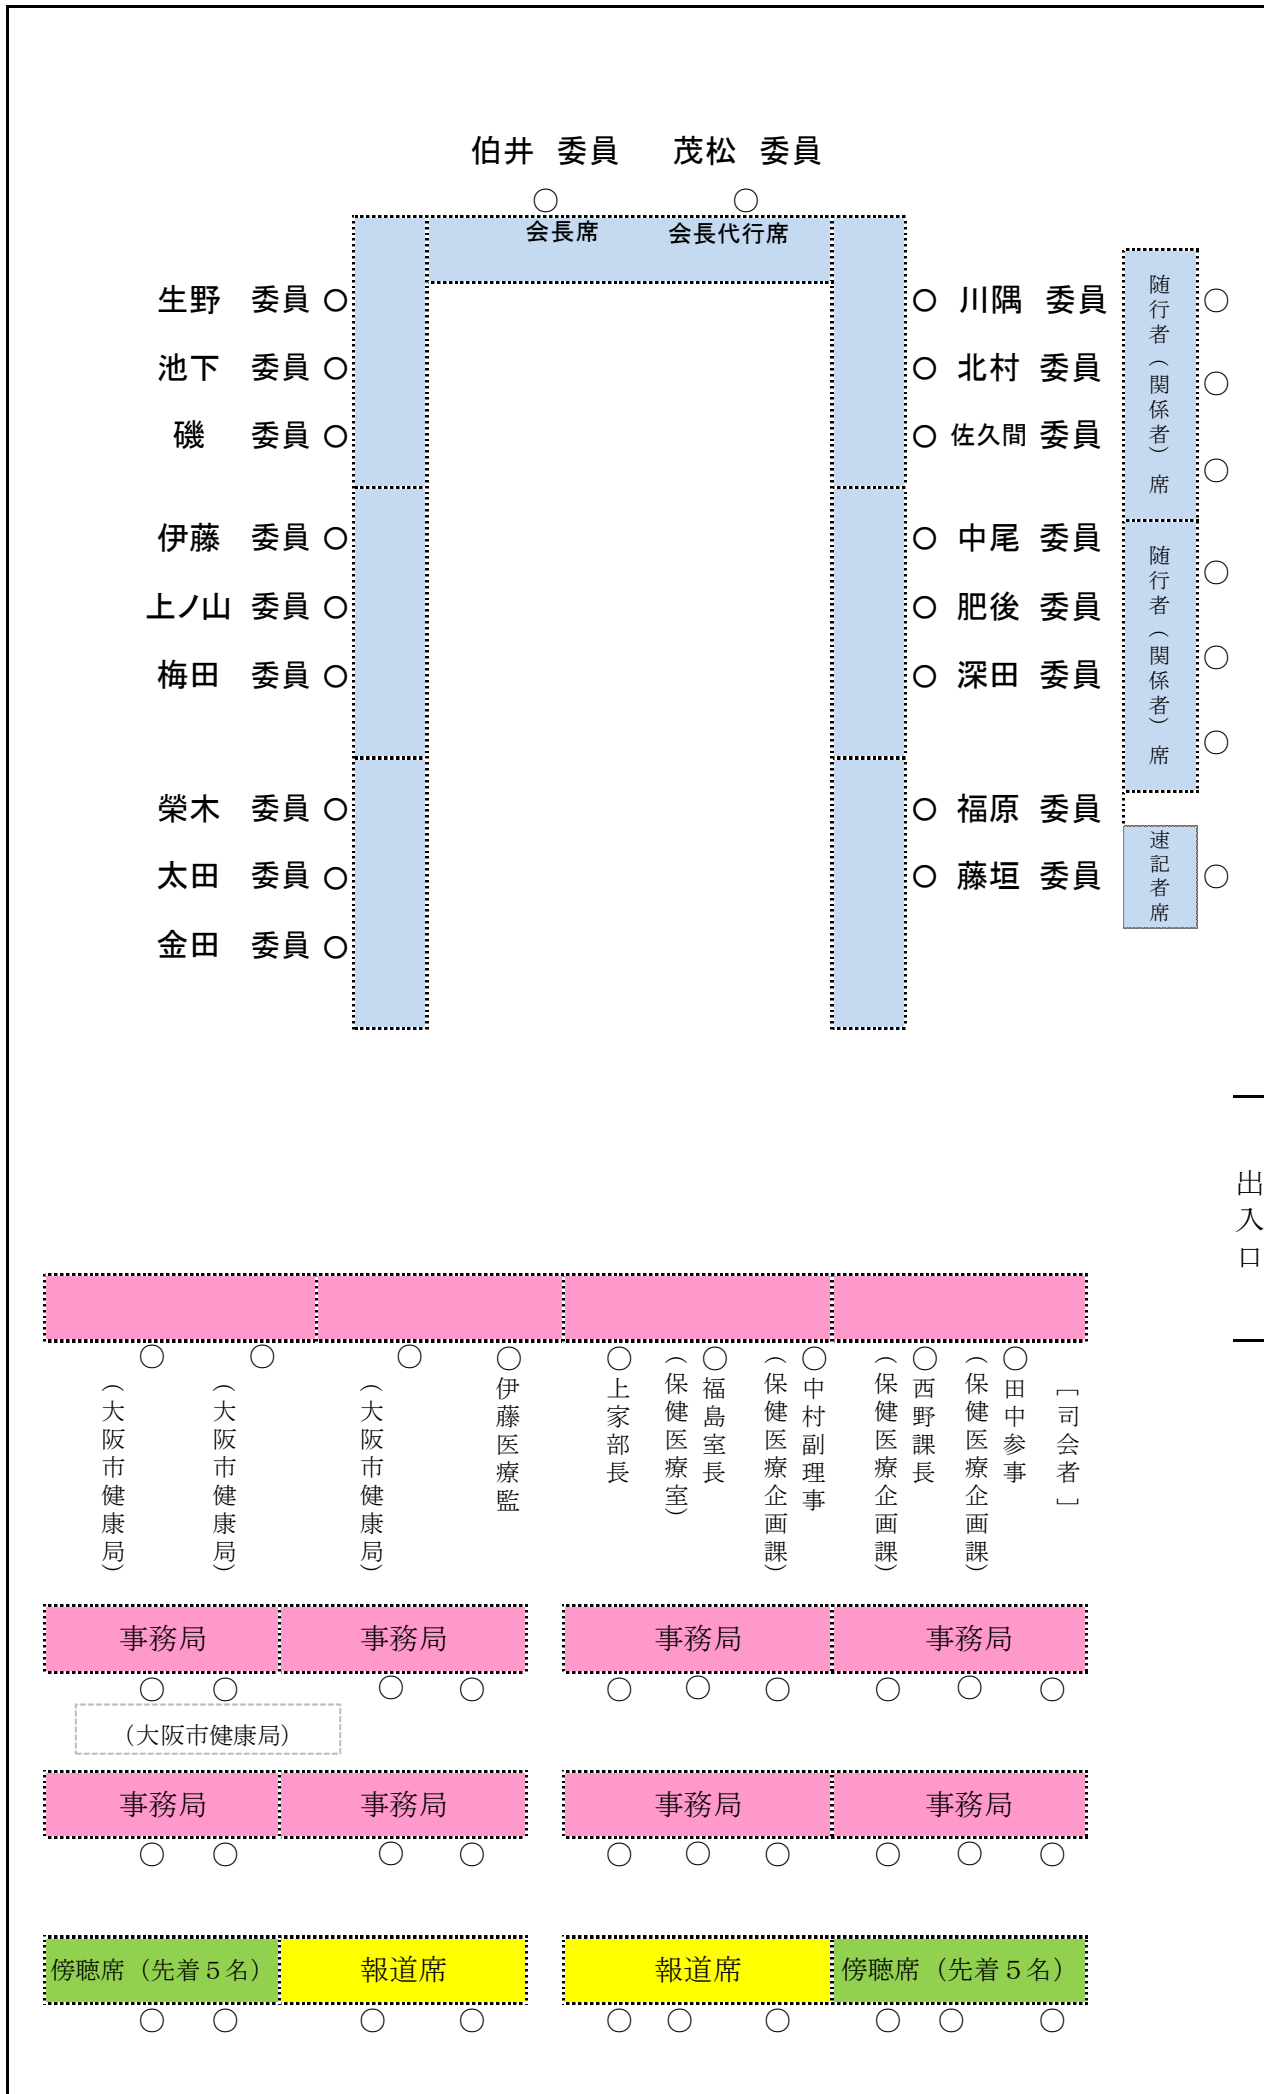 伯井 委員 茂松 委員
○ ○
会長席 会長代行席
生野 委員 ○
池下 委員 ○
磯 委員 ○
伊藤 委員 ○
上ノ山 委員 ○
梅田 委員 ○
榮木 委員 ○
太田 委員 ○
金田 委員 ○
○ 川隅 委員
○ 北村 委員
○ 佐久間 委員
○ 中尾 委員
○ 肥後 委員
○ 深田 委員
○ 福原 委員
○ 藤垣 委員
随行者（関係者）席
○
○
○
随行者（関係者）席
○
○
○
速記者席
○
出入口
［司会者］
○田中参事
（保健医療企画課）
○西野課長
（保健医療企画課）
○中村副理事
（保健医療企画課）
○福島室長
（保健医療室）
○上家部長
○伊藤医療監
○
（大阪市健康局）
○
（大阪市健康局）
○
（大阪市健康局）
事務局 事務局 事務局 事務局
○ ○ ○ ○ ○ ○ ○ ○ ○ ○
（大阪市健康局）
事務局 事務局 事務局 事務局
○ ○ ○ ○ ○ ○ ○ ○ ○ ○
傍聴席（先着５名） 報道席 報道席 傍聴席（先着５名）
○ ○ ○ ○ ○ ○ ○ ○ ○ ○